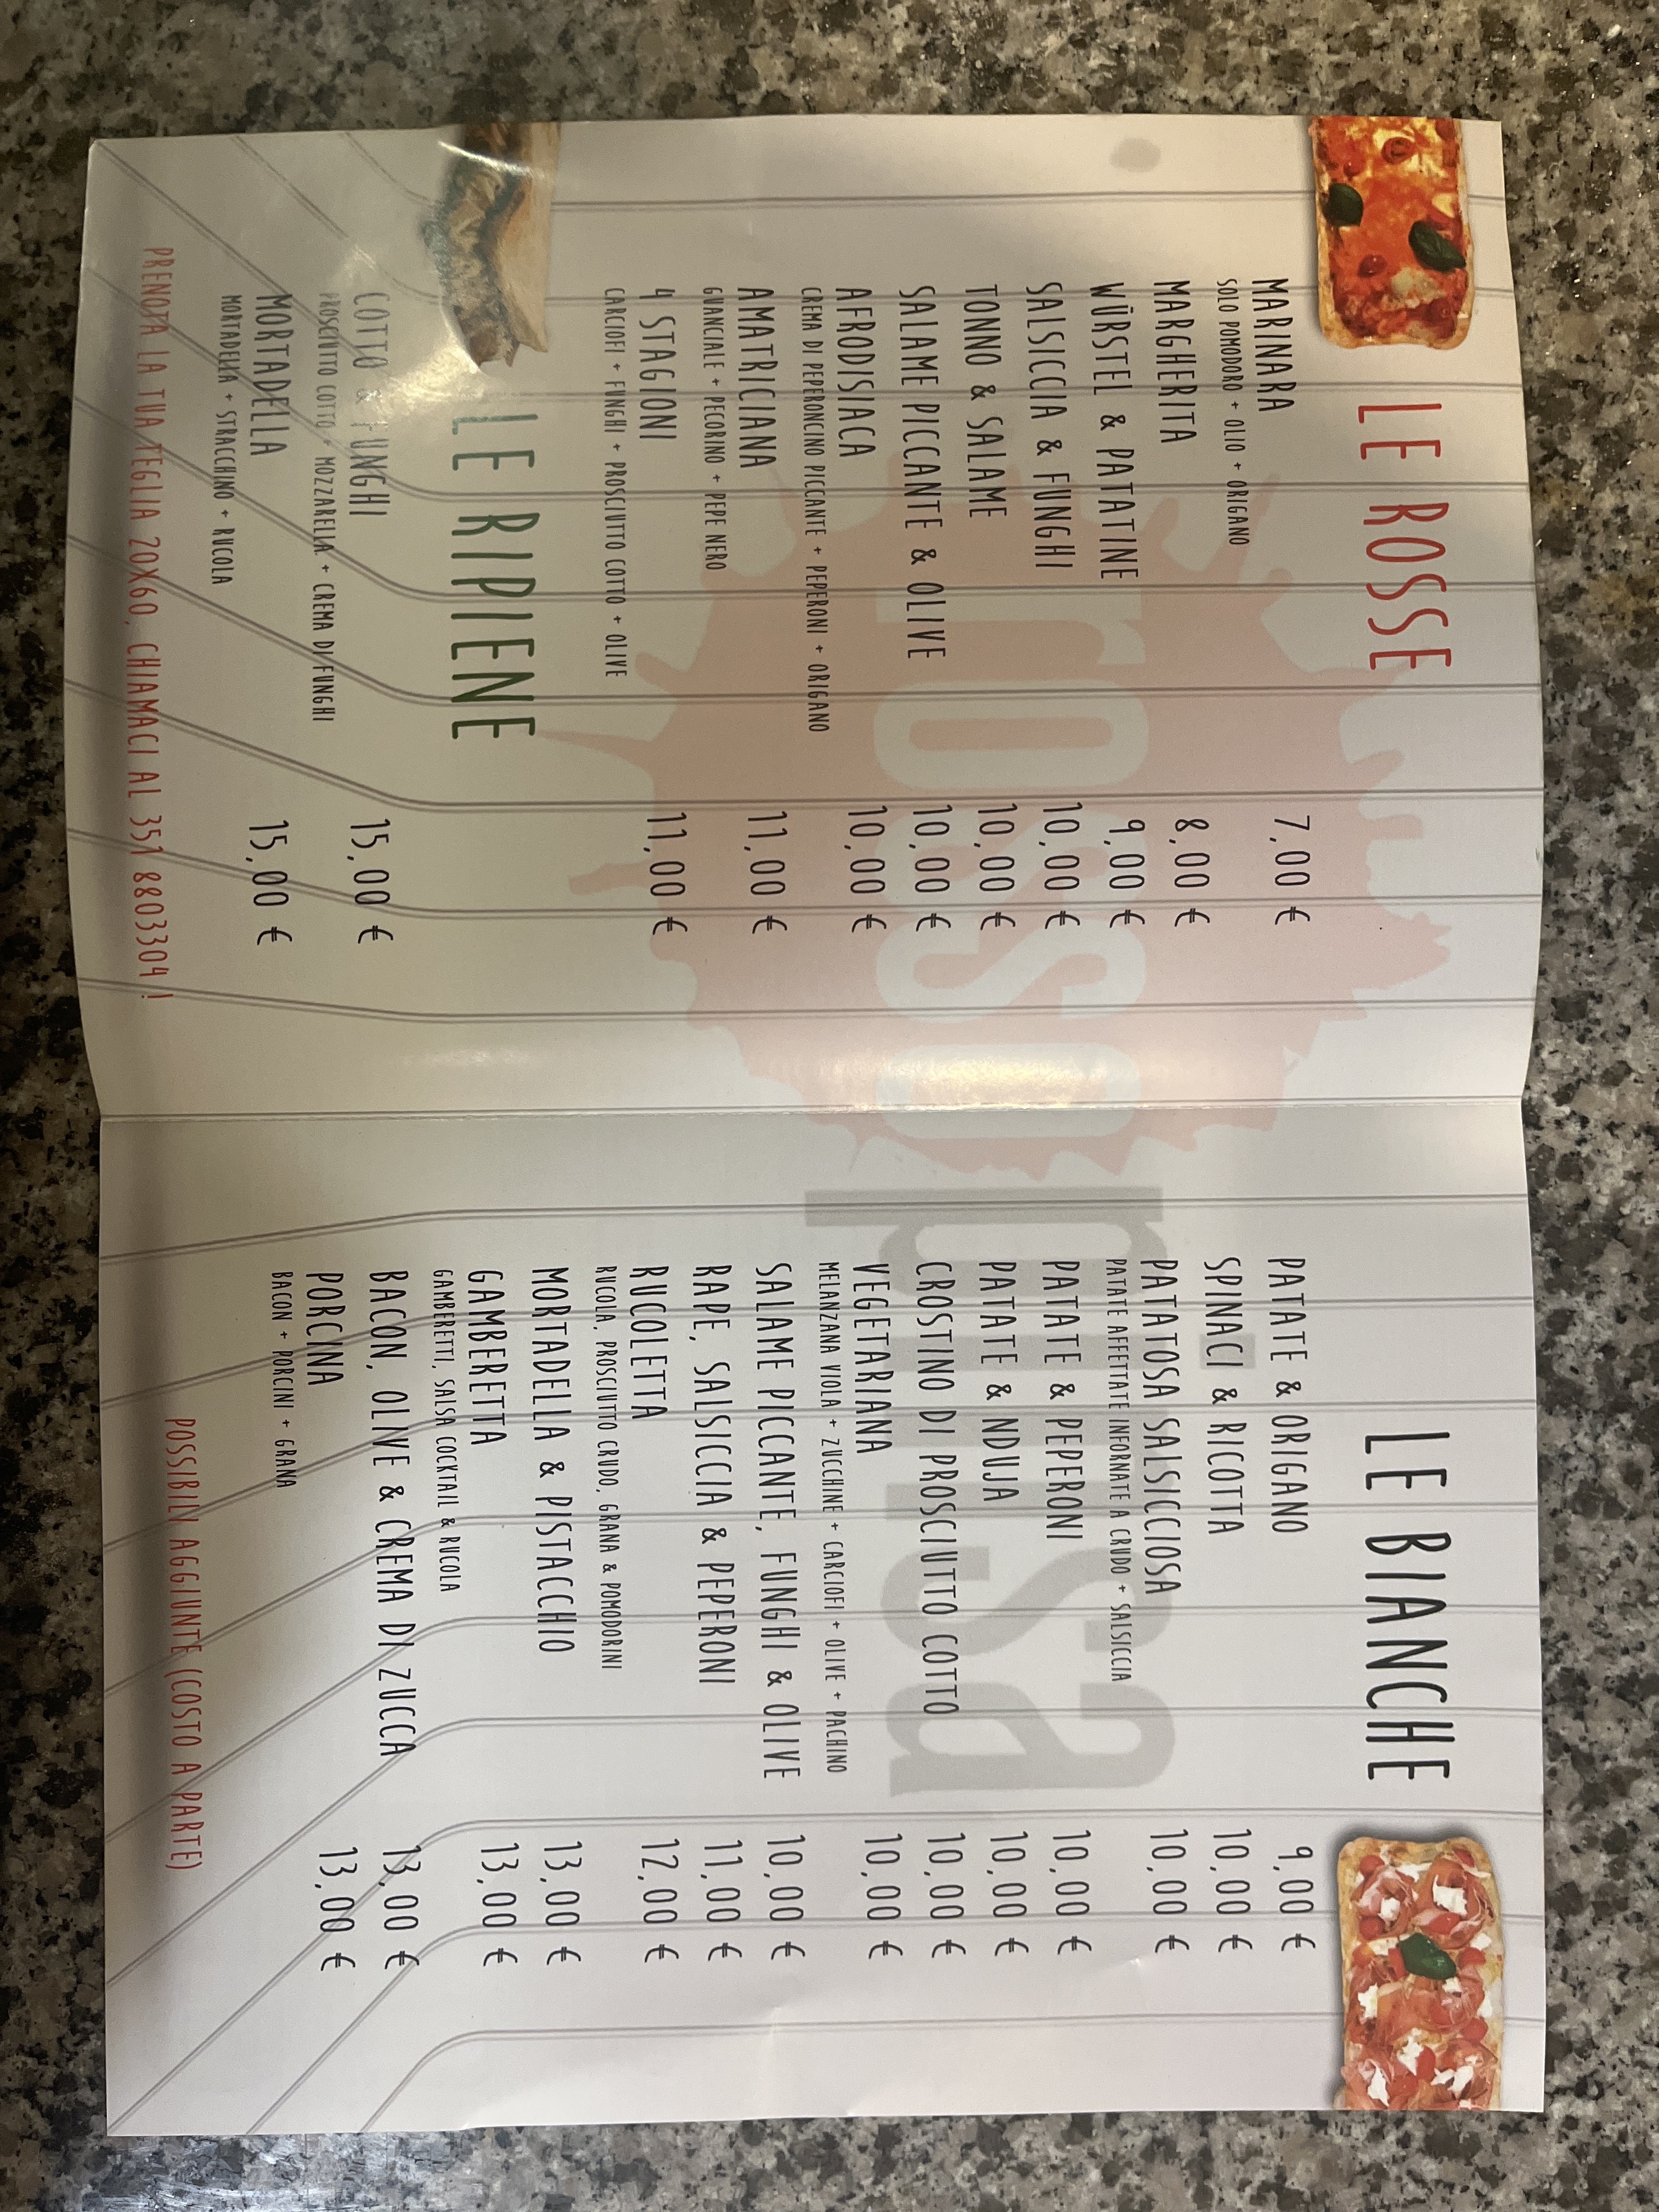 LE ROSSE
MARINARA 7,00 €
SOLO POMODORO + OLIO + ORIGANO
MARGHERITA 8,00 €
WÜRSTEL & PATATINE 9,00 €
SALSICCIA & FUNGHI 10,00 €
TONNO & SALAME 10,00 €
SALAME PICCANTE & OLIVE 10,00 €
AFRODISIACA 10,00 €
CREMA DI PEPERONCINO PICCANTE + PEPERONI + ORIGANO
AMATRICIANA 11,00 €
GUANCIALE + PECORINO + PEPE NERO
4 STAGIONI 11,00 €
CARCIOFI + FUNGHI + PROSCIUTTO COTTO + OLIVE
LE RIPIENE
COTTO & FUNGHI 15,00 €
PROSCIUTTO COTTO + MOZZARELLA + CREMA DI FUNGHI
MORTADELLA 15,00 €
MORTADELLA + STRACCHINO + RUCOLA
PRENOTA LA TUA TEGLIA 20X60, CHIAMACI AL 351 8803304 !
rossopinsa
LE BIANCHE
PATATE & ORIGANO 9,00 €
SPINACI & RICOTTA 10,00 €
PATATOSA SALSICCIOSA 10,00 €
PATATE AFFETTATE INFORNATE A CRUDO + SALSICCIA
PATATE & PEPERONI 10,00 €
PATATE & NDUJA 10,00 €
CROSTINO DI PROSCIUTTO COTTO 10,00 €
VEGETARIANA 10,00 €
MELANZANA VIOLA + ZUCCHINE + CARCIOFI + OLIVE + PACHINO
SALAME PICCANTE, FUNGHI & OLIVE 10,00 €
RAPE, SALSICCIA & PEPERONI 11,00 €
RUCOLETTA 12,00 €
RUCOLA, PROSCIUTTO CRUDO, GRANA & POMODORINI
MORTADELLA & PISTACCHIO 13,00 €
GAMBERETTA 13,00 €
GAMBERETTI, SALSA COCKTAIL & RUCOLA
BACON, OLIVE & CREMA DI ZUCCA 13,00 €
PORCINA 13,00 €
BACON + PORCINI + GRANA
POSSIBILI AGGIUNTE (COSTO A PARTE)